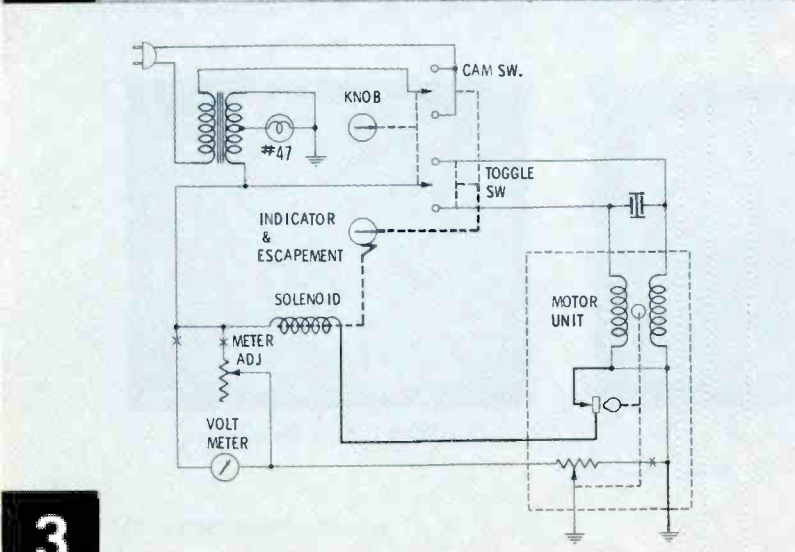 CAM SW.
KNOB
#47
TOGGLE
SW
INDICATOR
&
ESCAPEMENT
SOLENOID
MOTOR
UNIT
METER
ADJ
VOLT
METER
3